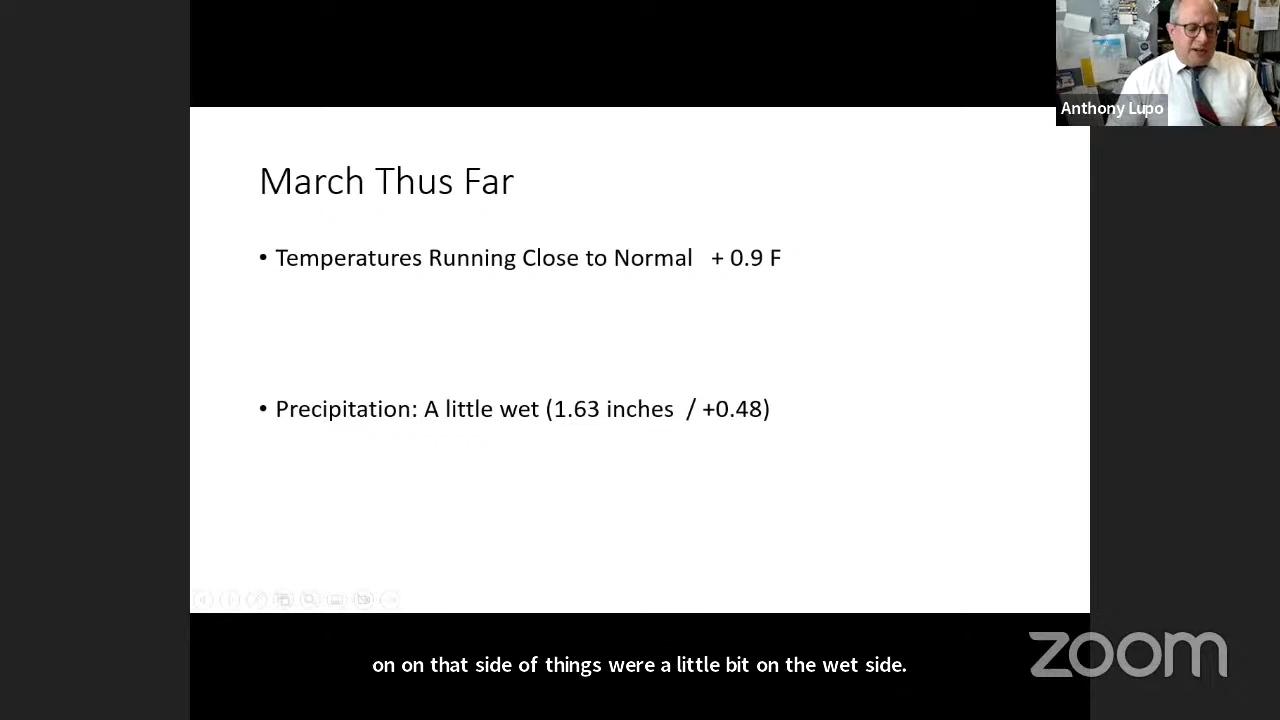 Anthony Lupo
March Thus Far
• Temperatures Running Close to Normal + 0.9 F
• Precipitation: A little wet (1.63 inches / +0.48)
on on that side of things were a little bit on the wet side.
zoom